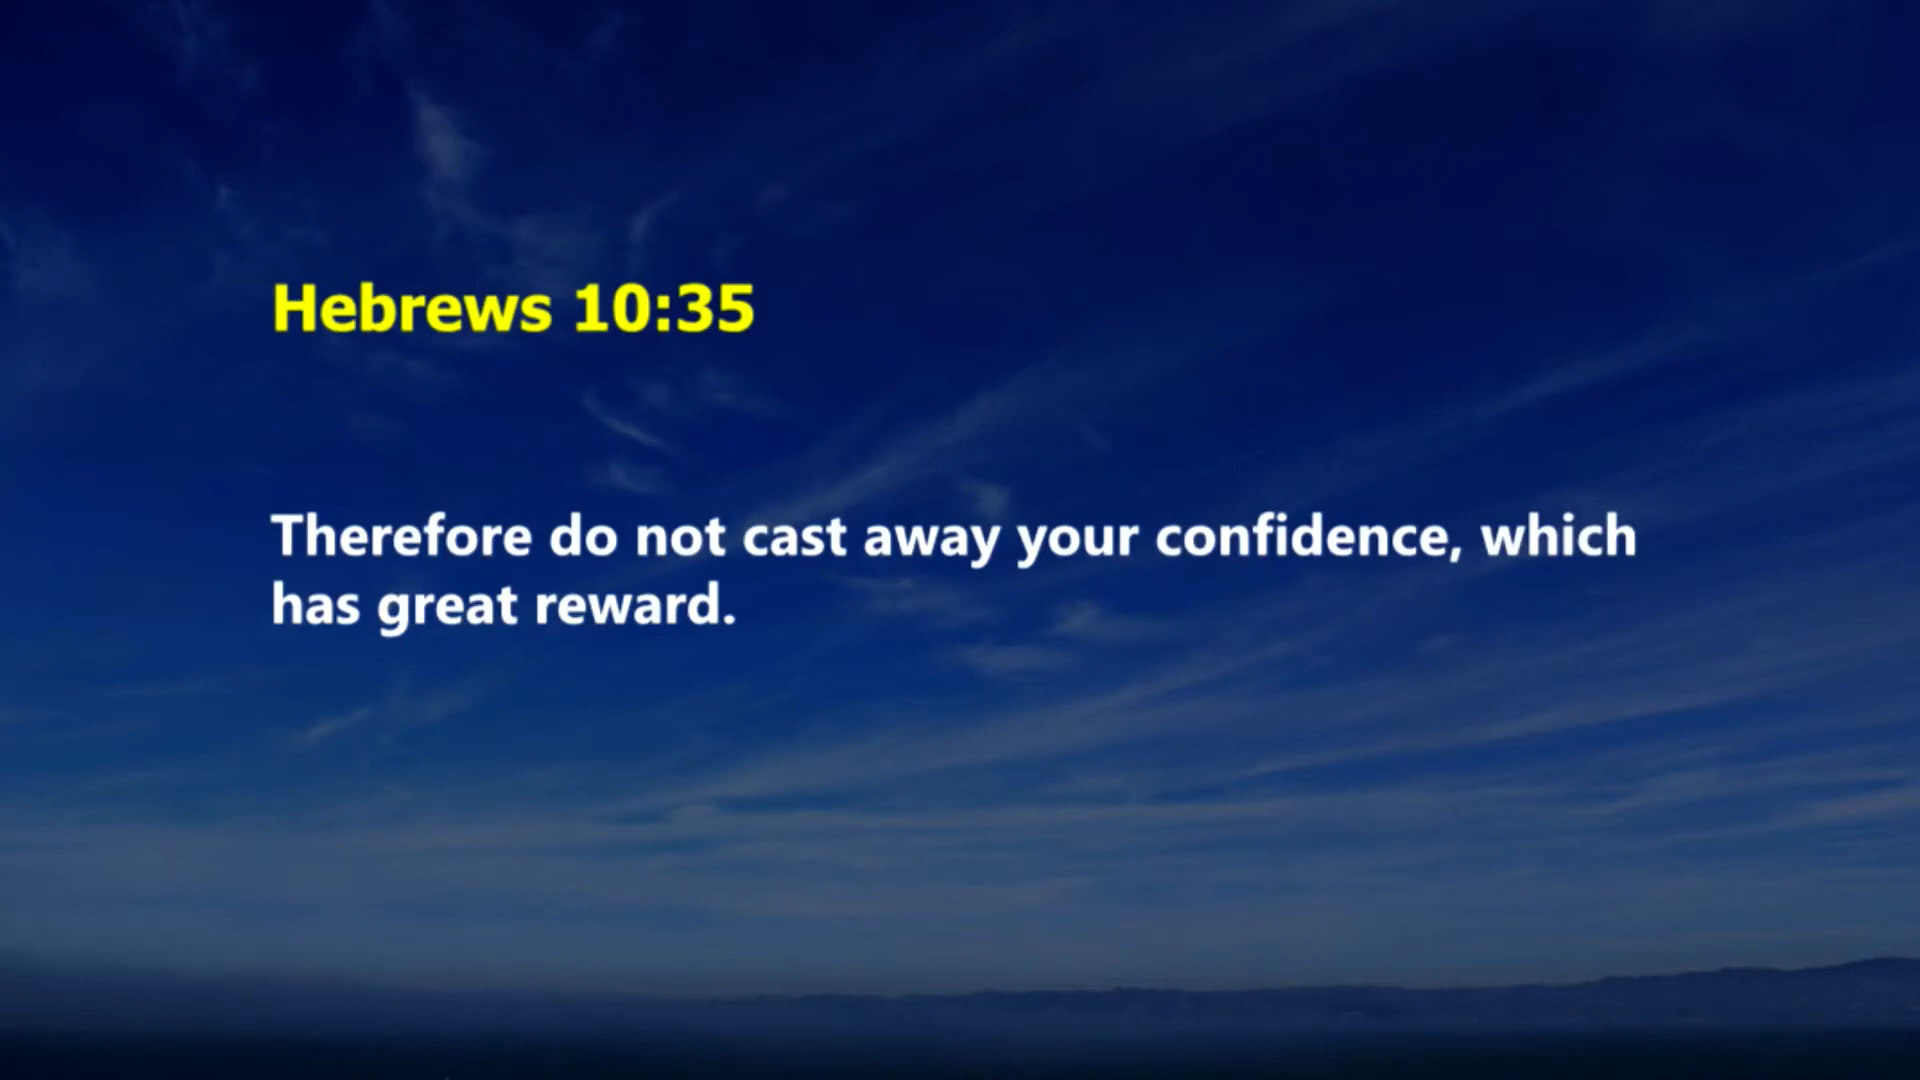 Hebrews 10:35
Therefore do not cast away your confidence, which
has great reward.